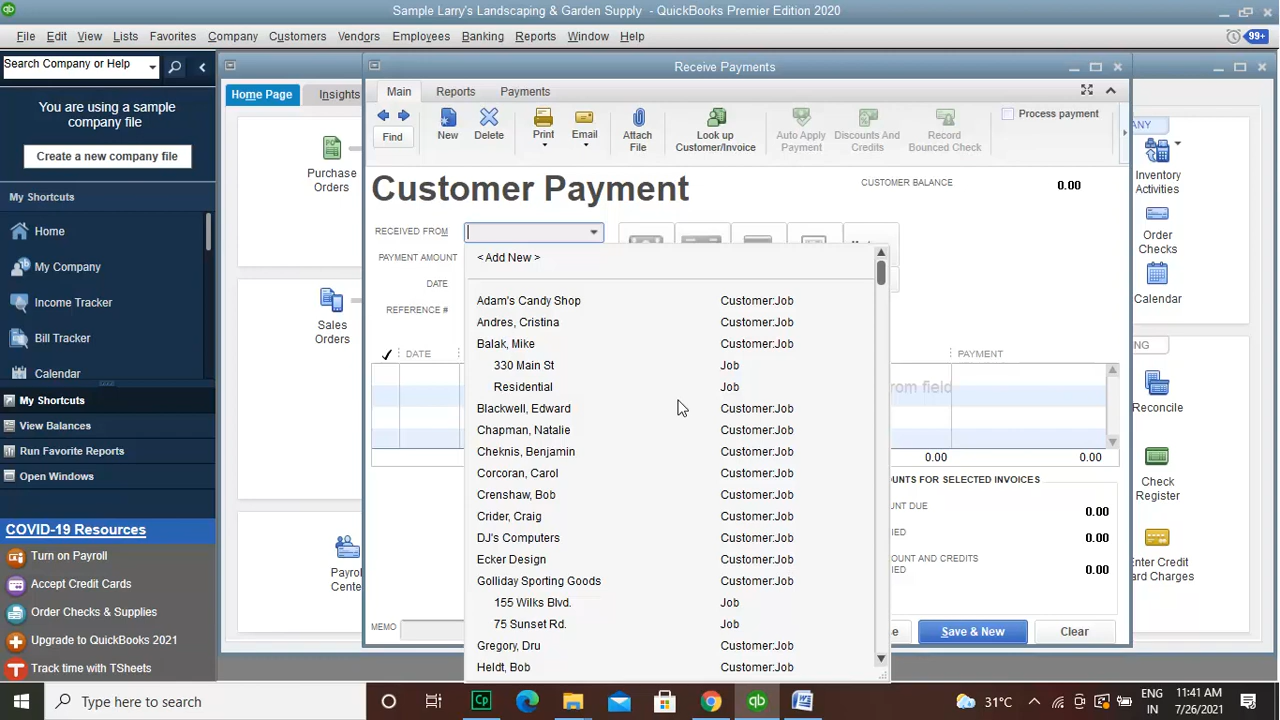 Sample Larry's Landscaping & Garden Supply - QuickBooks Premier Edition 2020
File Edit View Lists Favorites Company Customers Vendors Employees Banking Reports Window Help
99+
Search Company or Help
You are using a sample
company file
Create a new company file
My Shortcuts
Home
My Company
Income Tracker
Bill Tracker
Calendar
My Shortcuts
View Balances
Run Favorite Reports
Open Windows
COVID-19 Resources
Turn on Payroll
Accept Credit Cards
Order Checks & Supplies
Upgrade to QuickBooks 2021
Track time with TSheets
Home Page
Insights
Purchase
Orders
Sales
Orders
Receive Payments
Main Reports Payments
Find
New
Delete
Print
Email
Attach
File
Look up
Customer/Invoice
Auto Apply
Payment
Discounts And
Credits
Record
Bounced Check
Process payment
Customer Payment
CUSTOMER BALANCE 0.00
RECEIVED FROM
PAYMENT AMOUNT
DATE
REFERENCE #
DATE
PAYMENT
from field
0.00 0.00
0.00
0.00
0.00
MEMO
Save & New
Clear
< Add New >
Adam's Candy Shop Customer:Job
Andres, Cristina Customer:Job
Balak, Mike Customer:Job
330 Main St Job
Residential Job
Blackwell, Edward Customer:Job
Chapman, Natalie Customer:Job
Cheknis, Benjamin Customer:Job
Corcoran, Carol Customer:Job
Crenshaw, Bob Customer:Job
Crider, Craig Customer:Job
DJ's Computers Customer:Job
Ecker Design Customer:Job
Golliday Sporting Goods Customer:Job
155 Wilks Blvd. Job
75 Sunset Rd. Job
Gregory, Dru Customer:Job
Heldt, Bob Customer:Job
Inventory
Activities
Order
Checks
Calendar
Reconcile
Check
Register
Type here to search
Cp
qb
31°C
ENG
IN
11:41 AM
7/26/2021